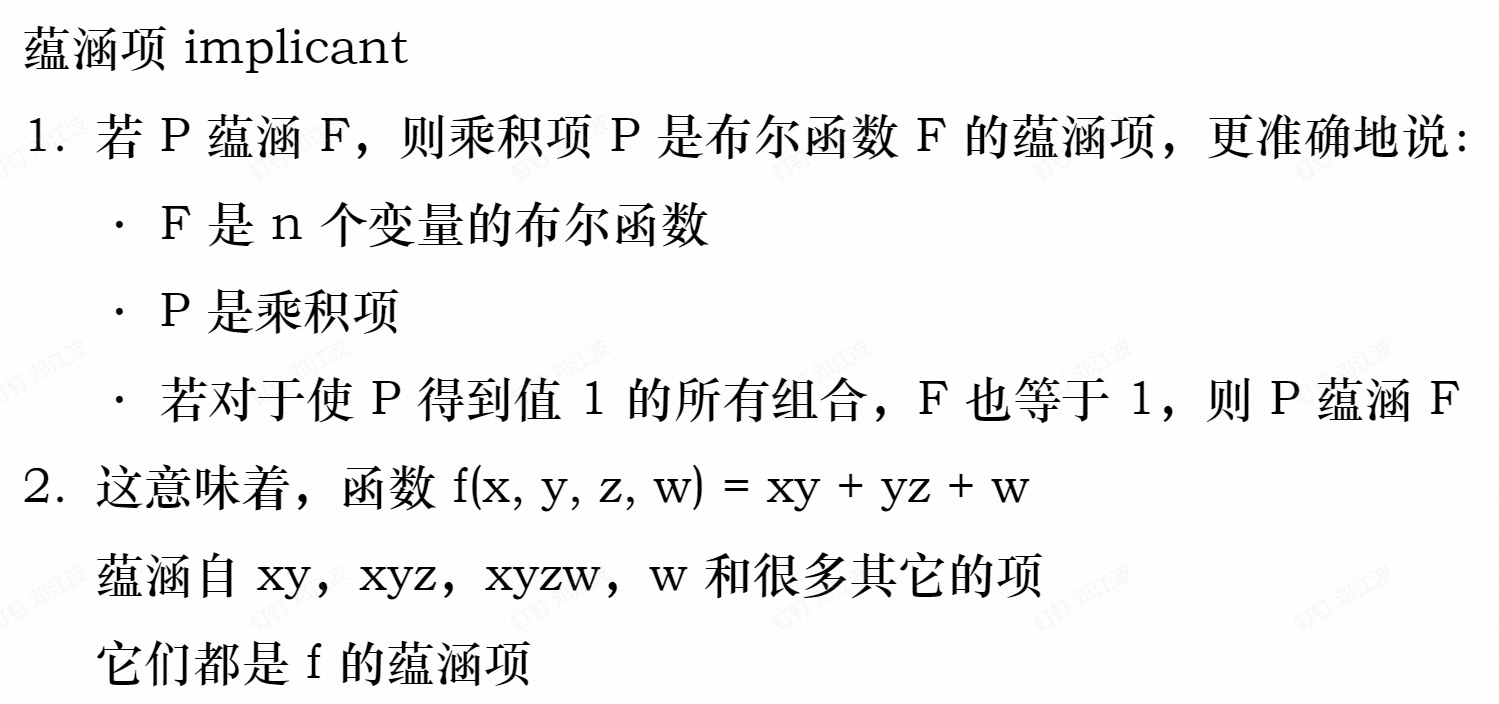 蕴涵项 implicant
1. 若 P 蕴涵 F，则乘积项 P 是布尔函数 F 的蕴涵项，更准确地说：
· F 是 n 个变量的布尔函数
· P 是乘积项
· 若对于使 P 得到值 1 的所有组合，F 也等于 1，则 P 蕴涵 F
2. 这意味着，函数 f(x, y, z, w) = xy + yz + w
蕴涵自 xy，xyz，xyzw，w 和很多其它的项
它们都是 f 的蕴涵项